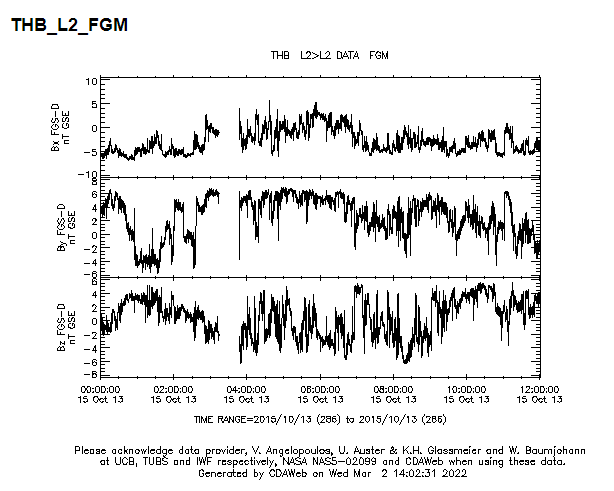 THB_L2_FGM
THB L2>L2 DATA FGM
10
5
0
-5
-10
Bx FGS-D
nT GSE
8
6
4
2
0
-2
-4
By FGS-D
nT GSE
6
4
2
0
-2
-4
-6
-8
Bz FGS-D
nT GSE
00:00:00 02:00:00 04:00:00 06:00:00 08:00:00 10:00:00 12:00:00
15 Oct 13 15 Oct 13 15 Oct 13 15 Oct 13 15 Oct 13 15 Oct 13 15 Oct 13
TIME RANGE=2015/10/13 (286) to 2015/10/13 (286)
Please acknowledge data provider, V. Angelopoulos, U. Auster & K.H. Glassmeier and W. Baumjohann
at UCB, TUBS and IWF respectively, NASA NAS5-02099 and CDAWeb when using these data.
Generated by CDAWeb on Wed Mar 2 14:02:31 2022